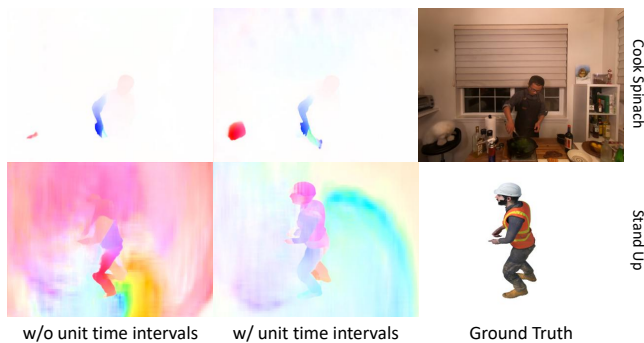 Cook Spinach
Stand Up
w/o unit time intervals
w/ unit time intervals
Ground Truth